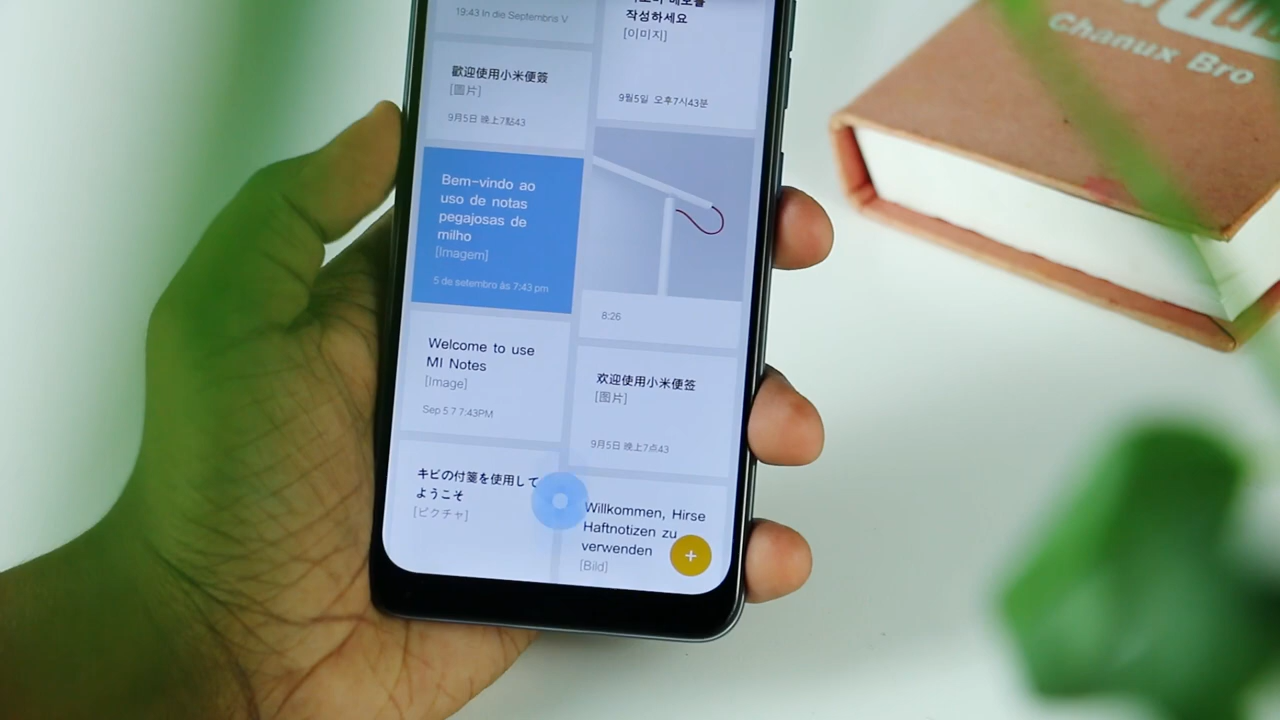 19:43 In die Septembris V
歡迎使用小米便簽
[圖片]
9月5日 晚上7點43
Bem-vindo ao
uso de notas
pegajosas de
milho
[Imagem]
5 de setembro às 7:43 pm
Welcome to use
MI Notes
[Image]
Sep 5 7 7:43PM
キビの付箋を使用して
ようこそ
[ピクチャ]
작성하세요
[이미지]
9월5일 오후7시43분
8:26
欢迎使用小米便签
[图片]
9月5日 晚上7点43
Willkommen, Hirse
Haftnotizen zu
verwenden
[Bild]
+
Chanux Bro